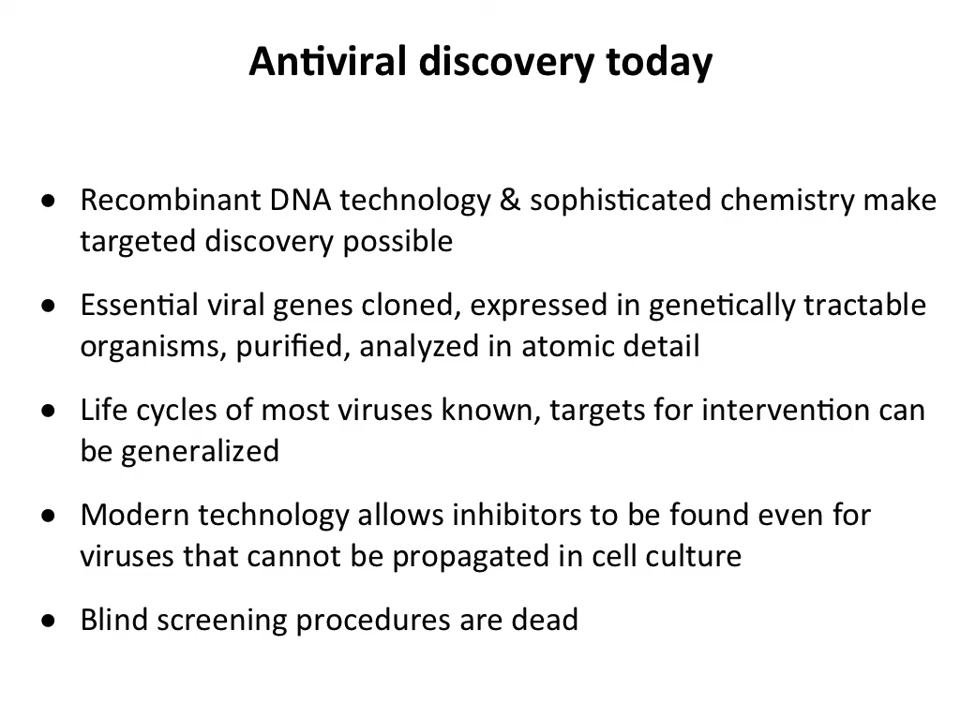 Antiviral discovery today
● Recombinant DNA technology & sophisticated chemistry make
targeted discovery possible
● Essential viral genes cloned, expressed in genetically tractable
organisms, purified, analyzed in atomic detail
● Life cycles of most viruses known, targets for intervention can
be generalized
● Modern technology allows inhibitors to be found even for
viruses that cannot be propagated in cell culture
● Blind screening procedures are dead